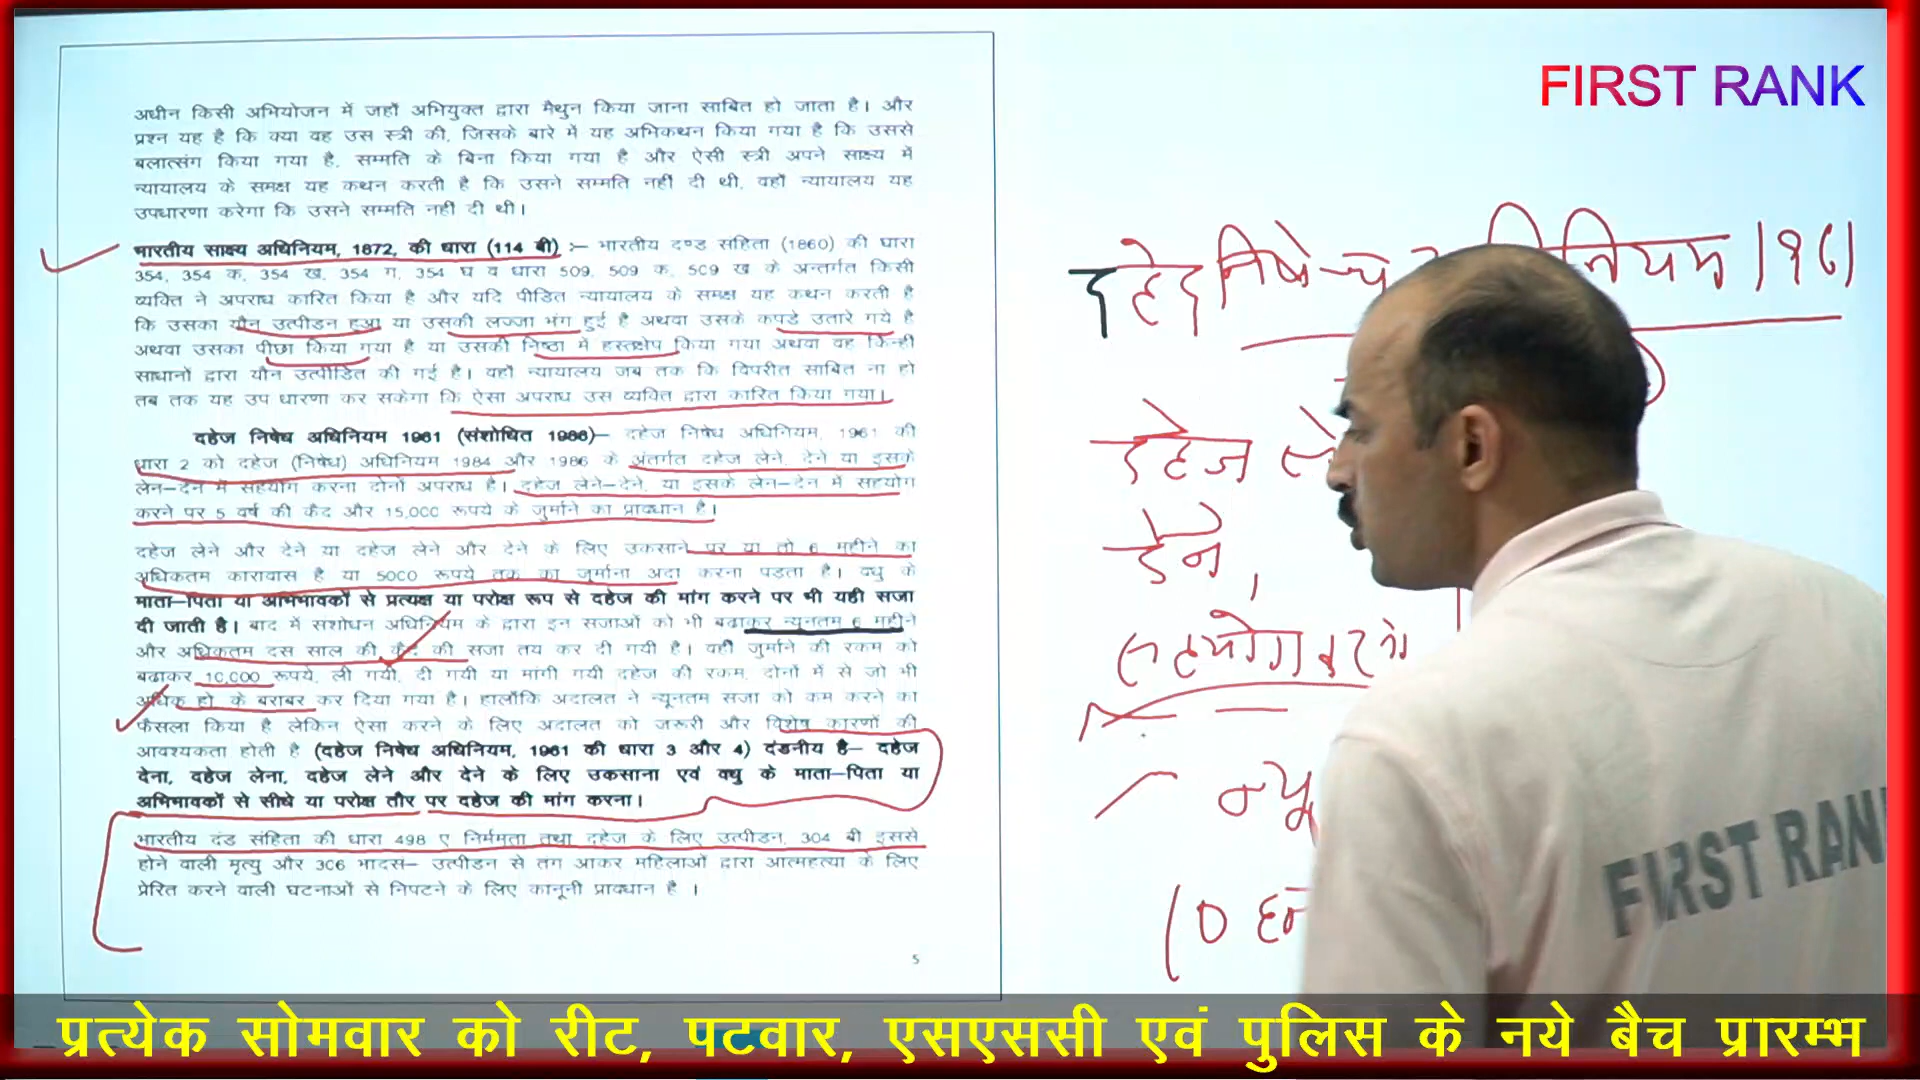 FIRST RANK
अधीन किसी अभियोजन में जहाँ अभियुक्त द्वारा मैथुन किया जाना साबित हो जाता है। और
प्रश्न यह है कि क्या वह उस स्त्री की, जिसके बारे में यह अभिकथन किया गया है कि उससे
बलात्संग किया गया है, सम्मति के बिना किया गया है और ऐसी स्त्री अपने साक्ष्य में
न्यायालय के समक्ष यह कथन करती है कि उसने सम्मति नहीं दी थी, वहाँ न्यायालय यह
उपधारणा करेगा कि उसने सम्मति नहीं दी थी।
भारतीय साक्ष्य अधिनियम, 1872, की धारा (114 बी) :– भारतीय दण्ड सहिता (1860) की धारा
354, 354 क, 354 ख, 354 ग, 354 घ व धारा 509, 509 क, 509 ख के अन्तर्गत किसी
व्यक्ति ने अपराध कारित किया है और यदि पीडित न्यायालय के समक्ष यह कथन करती है
कि उसका यौन उत्पीडन हुआ या उसकी लज्जा भंग हुई है अथवा उसके कपडे उतारे गये है
अथवा उसका पीछा किया गया है या उसकी निष्ठा में हस्तक्षेप किया गया अथवा वह किन्ही
साधानों द्वारा यौन उत्पीडित की गई है। वहाँ न्यायालय जब तक कि विपरीत साबित ना हो
तब तक यह उप धारणा कर सकेगा कि ऐसा अपराध उस व्यक्ति द्वारा कारित किया गया।
दहेज निषेध अधिनियम 1961 (संशोधित 1986)– दहेज निषेध अधिनियम, 1961 की
धारा 2 को दहेज (निषेध) अधिनियम 1984 और 1986 के अंतर्गत दहेज लेने, देने या इसके
लेन–देन में सहयोग करना दोनों अपराध है। दहेज लेने–देने, या इसके लेन–देन में सहयोग
करने पर 5 वर्ष की कैद और 15,000 रूपये के जुर्माने का प्रावधान है।
दहेज लेने और देने या दहेज लेने और देने के लिए उकसाने पर या तो 6 महीने का
अधिकतम कारावास है या 5000 रूपये तक का जुर्माना अदा करना पडता है। वधु के
माता–पिता या अभिभावकों से प्रत्यक्ष या परोक्ष रूप से दहेज की मांग करने पर भी यही सजा
दी जाती है। बाद में संशोधन अधिनियम के द्वारा इन सजाओं को भी बढाकर न्यूनतम 6 महीने
और अधिकतम दस साल की कैद की सजा तय कर दी गयी है। वहीं जुर्माने की रकम को
बढाकर 10,000 रूपये, ली गयी, दी गयी या मांगी गयी दहेज की रकम, दोनों में से जो भी
अधिक हो के बराबर कर दिया गया है। हालाँकि अदालत ने न्यूनतम सजा को कम करने का
फैसला किया है लेकिन ऐसा करने के लिए अदालत को जरूरी और विशेष कारणों की
आवश्यकता होती है (दहेज निषेध अधिनियम, 1961 की धारा 3 और 4) दंडनीय है– दहेज
देना, दहेज लेना, दहेज लेने और देने के लिए उकसाना एवं वधु के माता–पिता या
अभिभावकों से सीधे या परोक्ष तौर पर दहेज की मांग करना।
भारतीय दंड संहिता की धारा 498 ए निर्ममता तथा दहेज के लिए उत्पीडन, 304 बी इससे
होने वाली मृत्यु और 306 भादस– उत्पीडन से तग आकर महिलाओं द्वारा आत्महत्या के लिए
प्रेरित करने वाली घटनाओं से निपटने के लिए कानूनी प्रावधान है ।
5
1961
दहेज
देने,
सहयोग करने
FIRST RAN
प्रत्येक सोमवार को रीट, पटवार, एसएससी एवं पुलिस के नये बैच प्रारम्भ